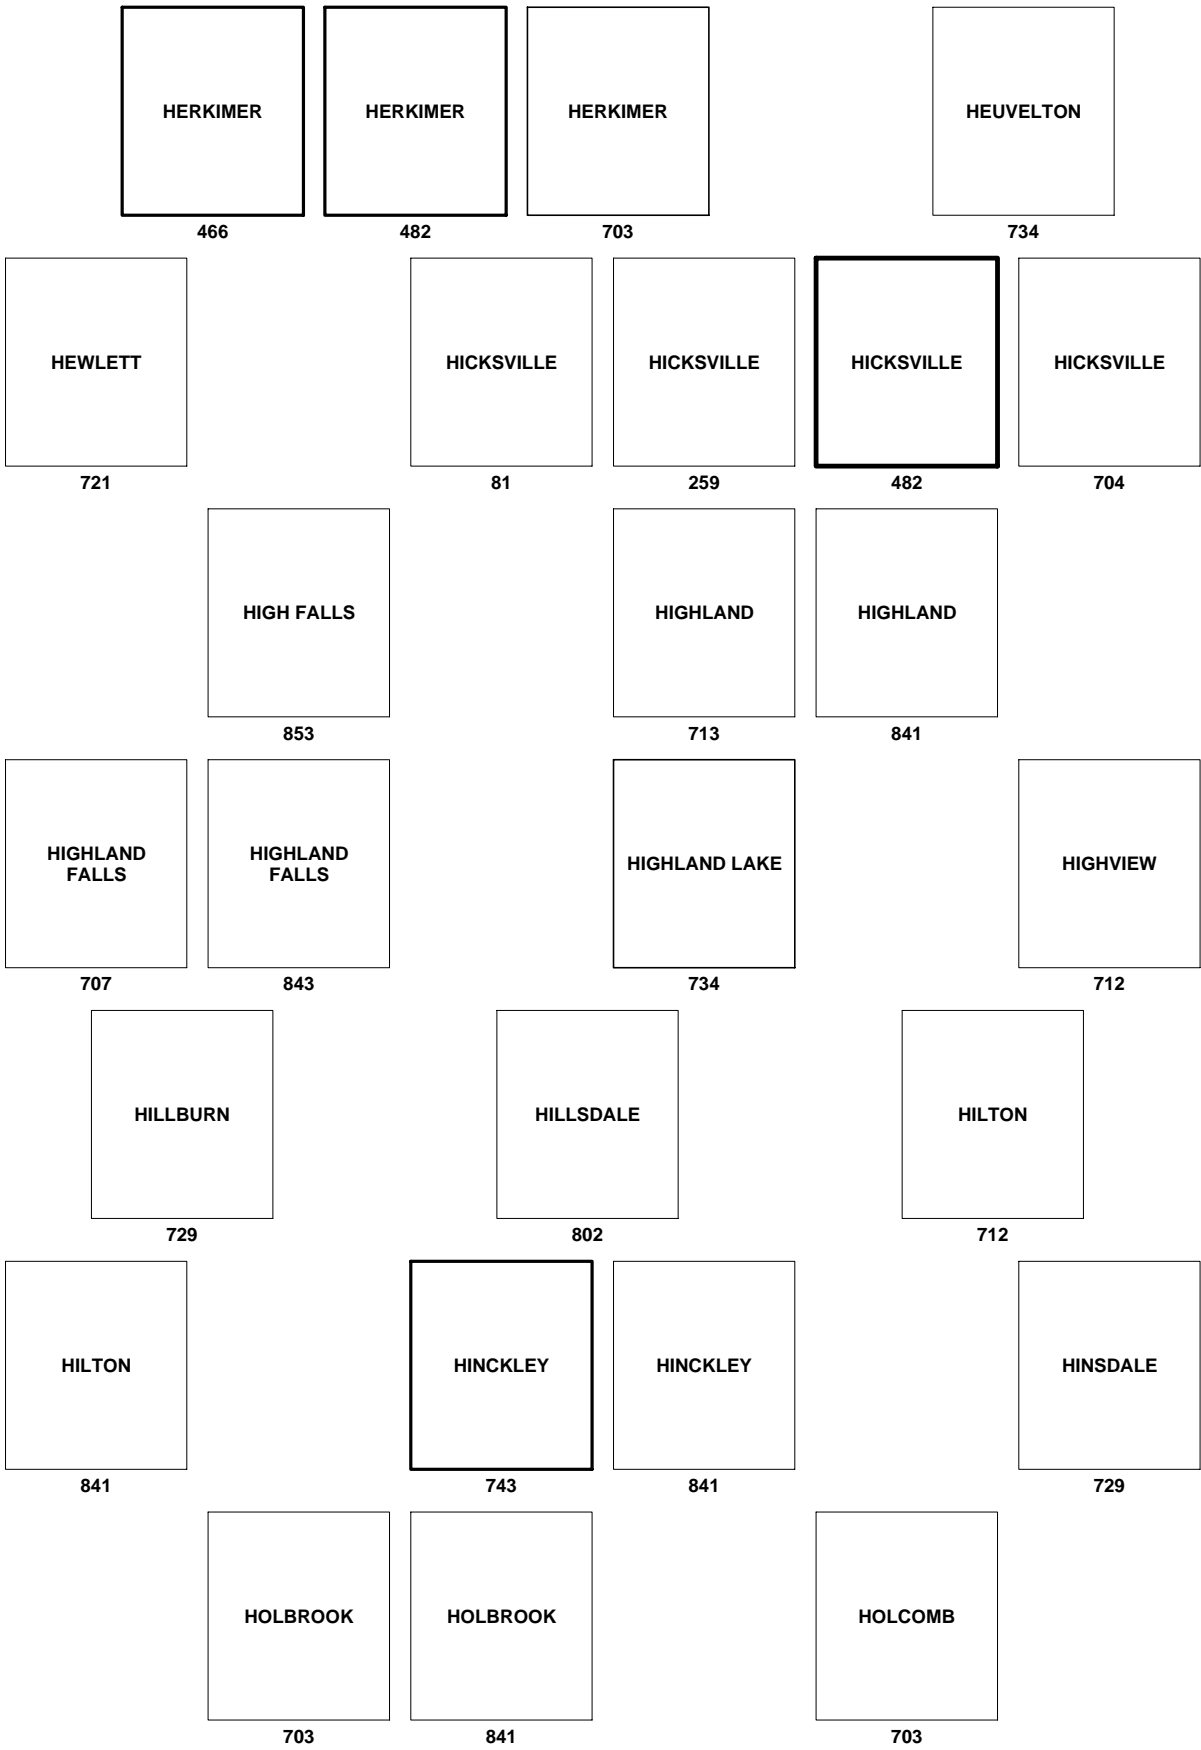 HERKIMER
HERKIMER
HERKIMER
HEUVELTON
466
482
703
734
HEWLETT
HICKSVILLE
HICKSVILLE
HICKSVILLE
HICKSVILLE
721
81
259
482
704
HIGH FALLS
HIGHLAND
HIGHLAND
853
713
841
HIGHLAND
FALLS
HIGHLAND
FALLS
HIGHLAND LAKE
HIGHVIEW
707
843
734
712
HILLBURN
HILLSDALE
HILTON
729
802
712
HILTON
HINCKLEY
HINCKLEY
HINSDALE
841
743
841
729
HOLBROOK
HOLBROOK
HOLCOMB
703
841
703